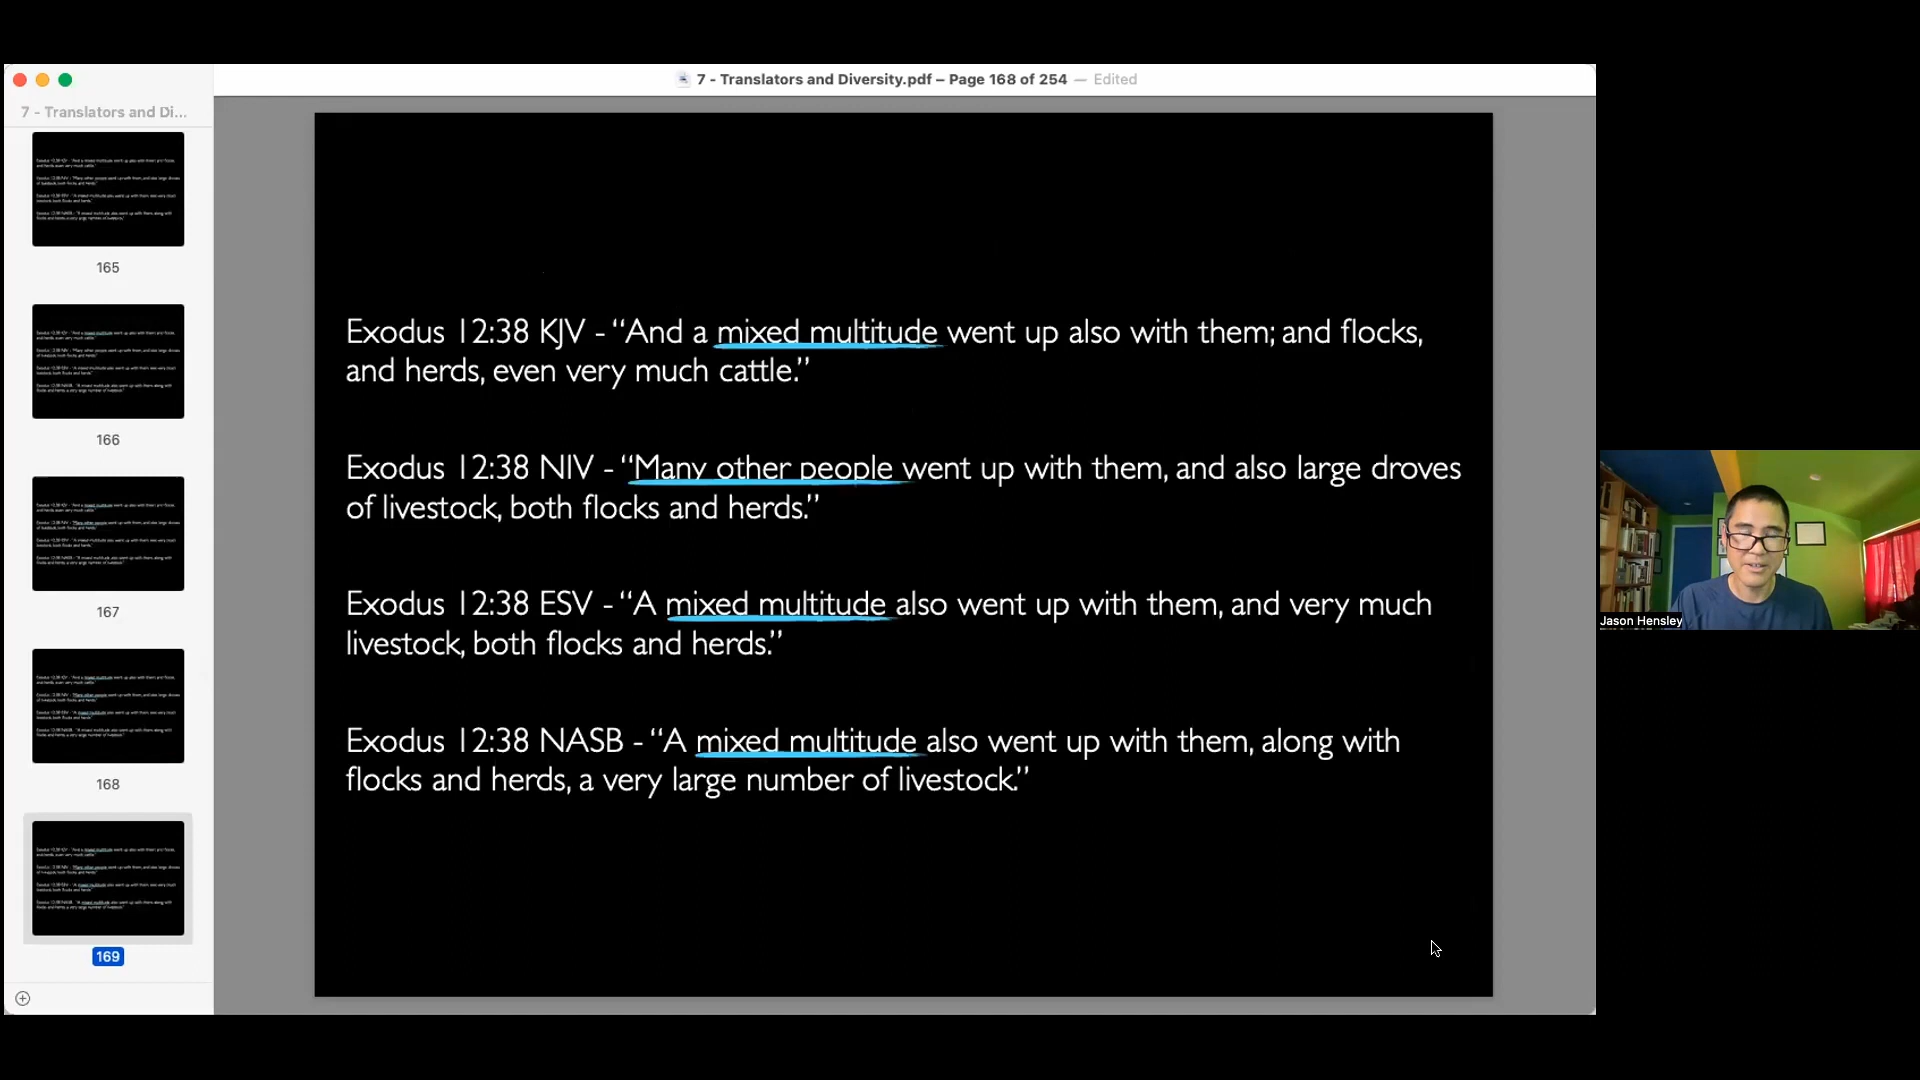 7 - Translators and Diversity.pdf – Page 168 of 254 — Edited
7 - Translators and Di...
165
166
167
168
169
Exodus 12:38 KJV - “And a mixed multitude went up also with them; and flocks,
and herds, even very much cattle.”
Exodus 12:38 NIV - “Many other people went up with them, and also large droves
of livestock, both flocks and herds.”
Exodus 12:38 ESV - “A mixed multitude also went up with them, and very much
livestock, both flocks and herds.”
Exodus 12:38 NASB - “A mixed multitude also went up with them, along with
flocks and herds, a very large number of livestock.”
Jason Hensley